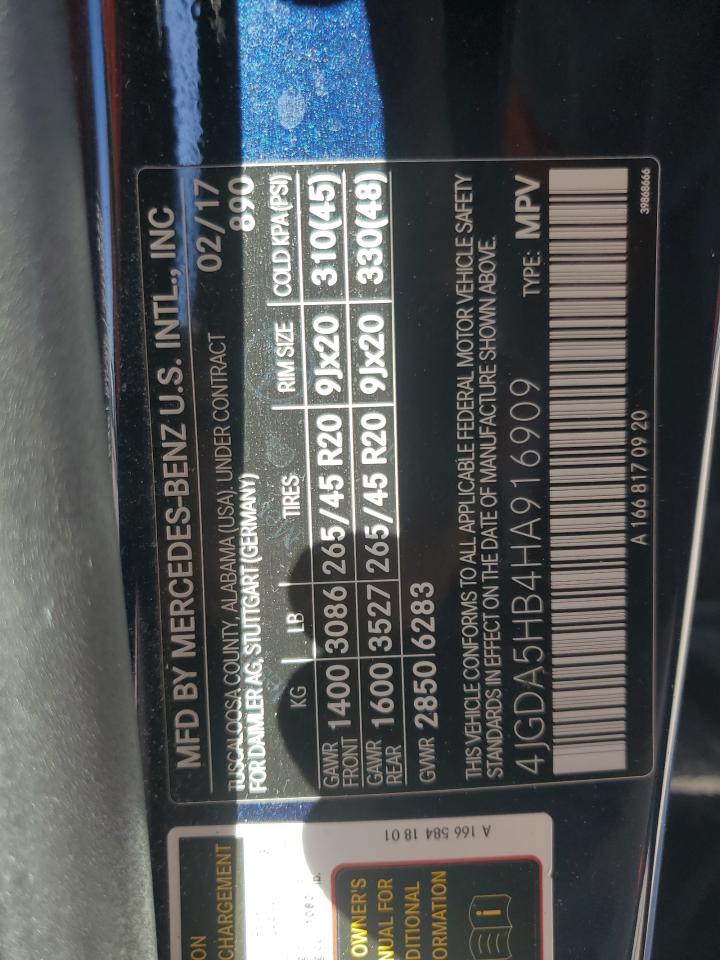 MFD BY MERCEDES-BENZ U.S. INTL., INC
TUSCALOOSA COUNTY, ALABAMA (USA) UNDER CONTRACT 02/17
FOR DAIMLER AG, STUTTGART (GERMANY) 890
KG LB TIRES RIM SIZE COLD KPA(PSI)
GAWR FRONT 1400 3086 265/45 R20 9Jx20 310(45)
GAWR REAR 1600 3527 265/45 R20 9Jx20 330(48)
GVWR 2850 6283
THIS VEHICLE CONFORMS TO ALL APPLICABLE FEDERAL MOTOR VEHICLE SAFETY
STANDARDS IN EFFECT ON THE DATE OF MANUFACTURE SHOWN ABOVE.
4JGDA5HB4HA916909 TYPE: MPV
A 166 817 09 20
39868666
A 166 584 18 01
ON
CHARGEMENT
OWNER'S
NUAL FOR
DITIONAL
ORMATION
i